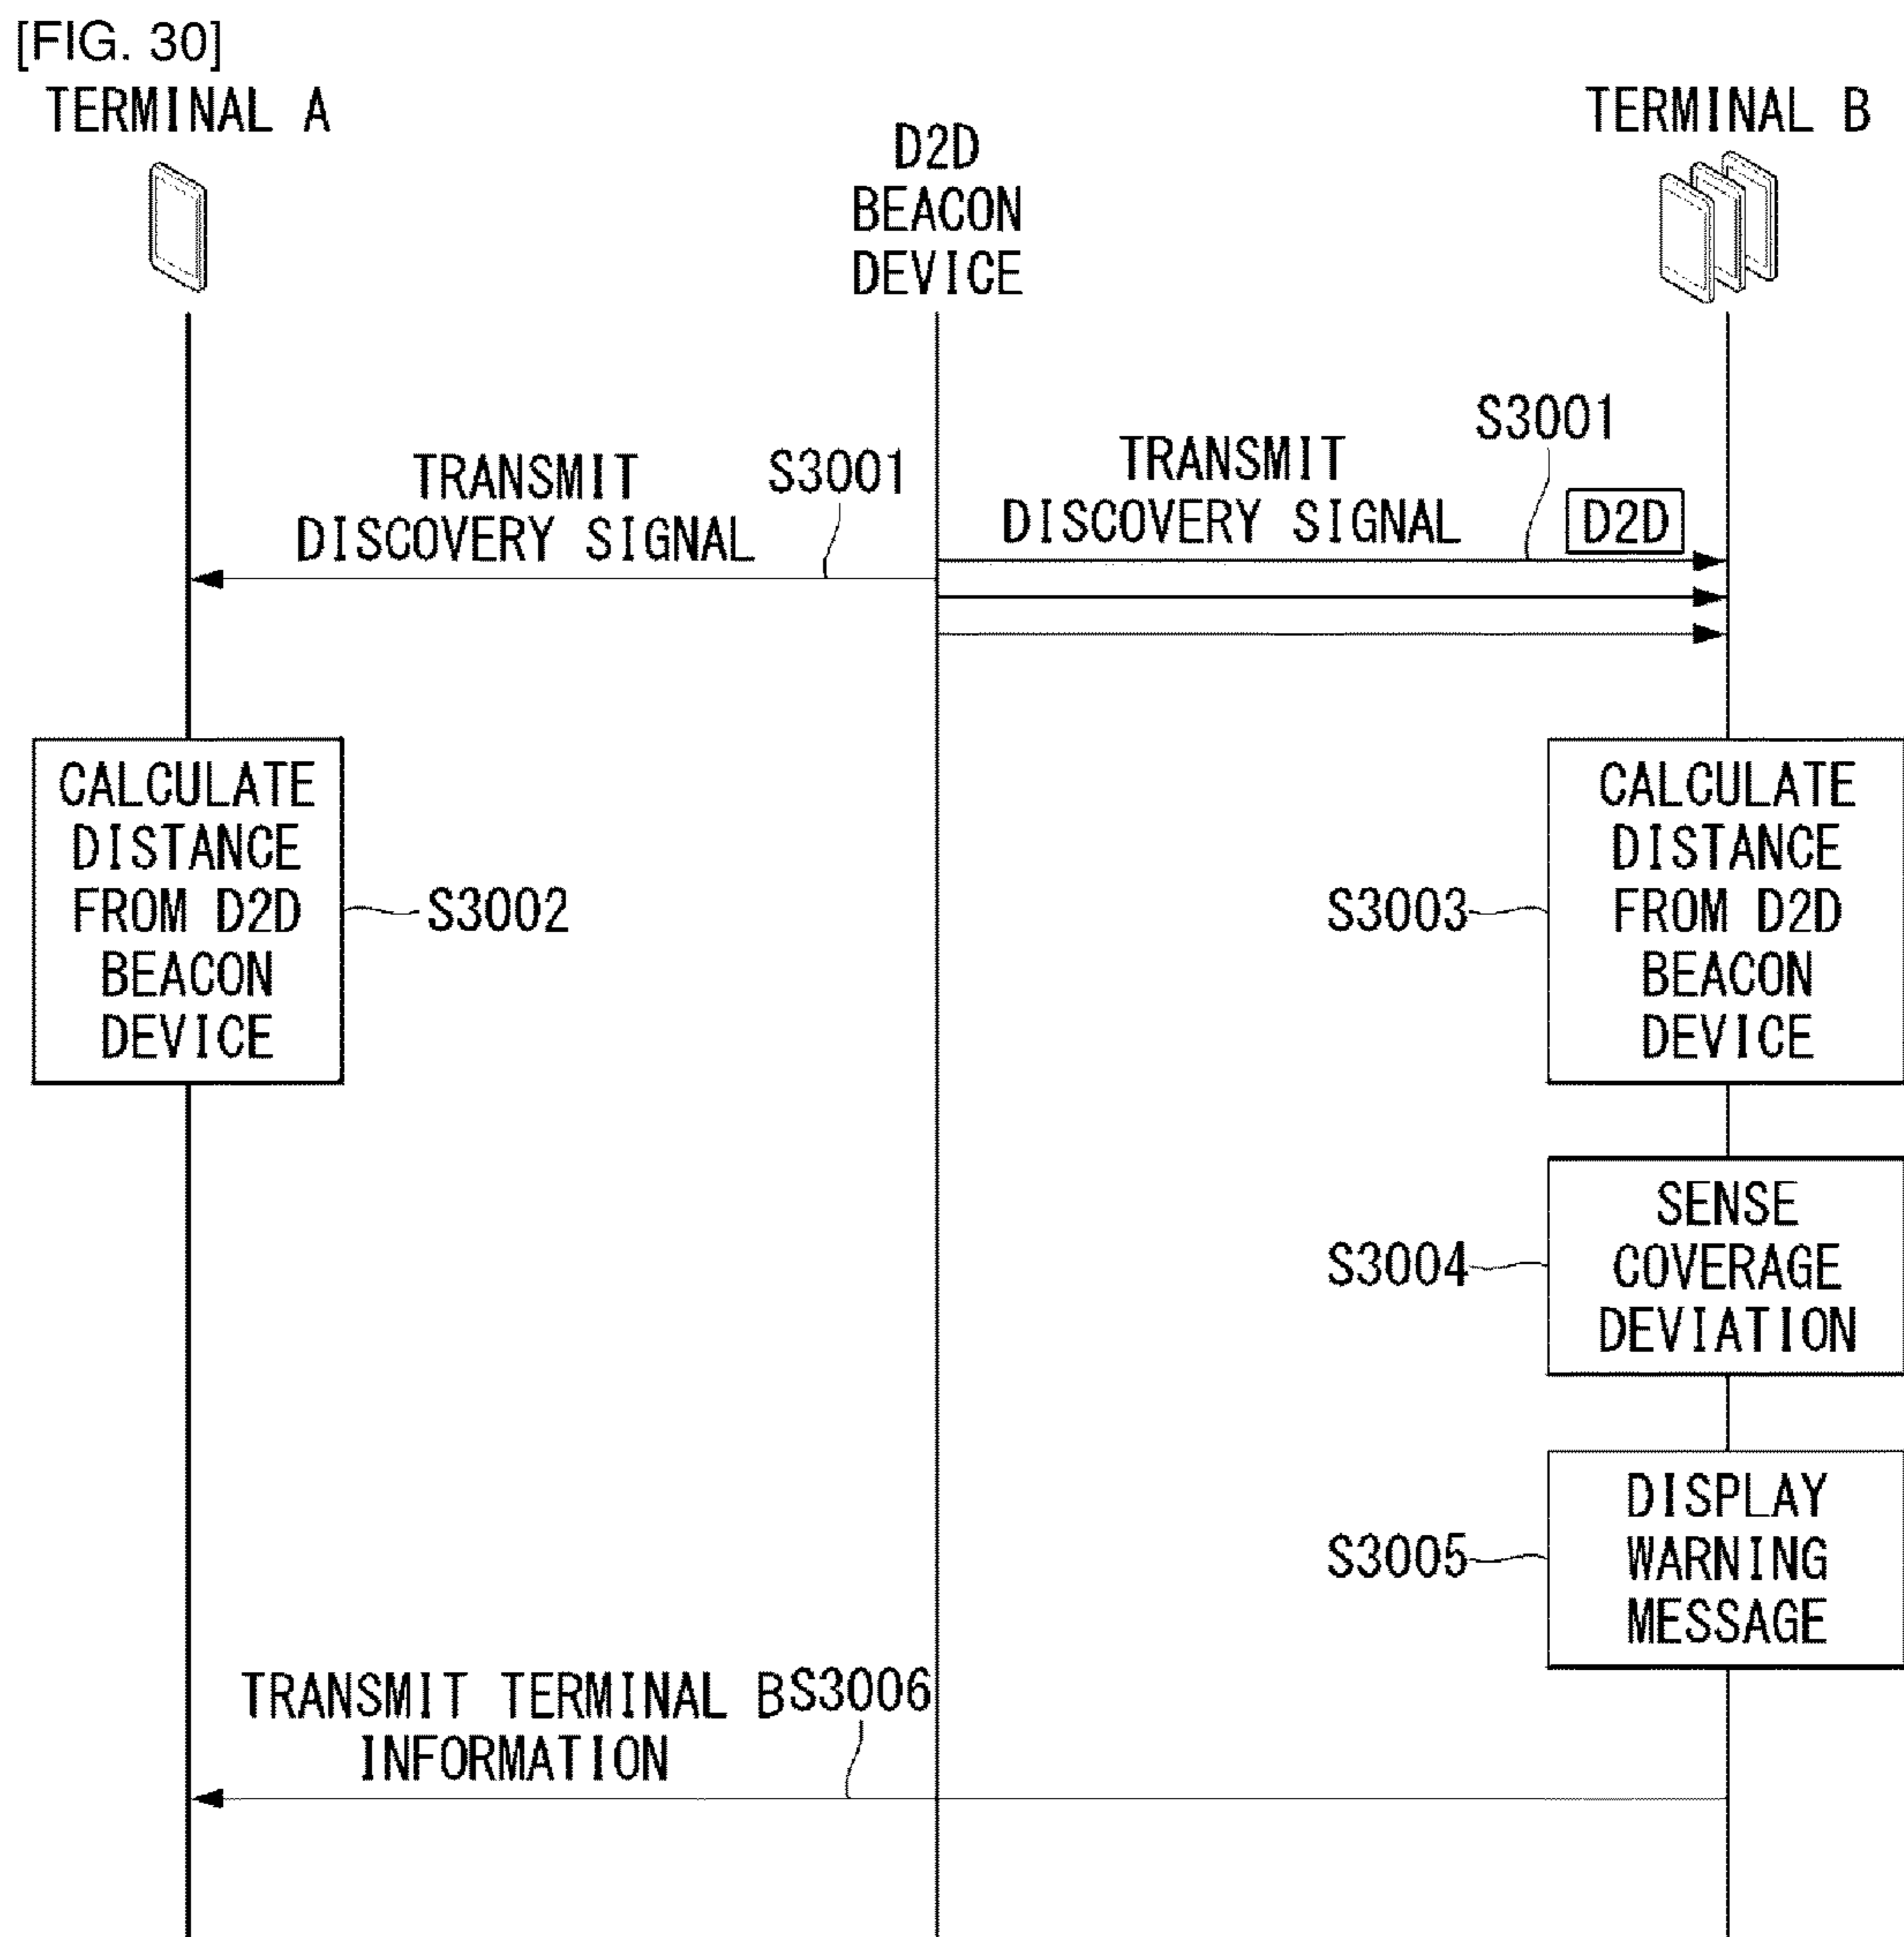 [FIG. 30]
TERMINAL A
D2D
BEACON
DEVICE
TERMINAL B
TRANSMIT
DISCOVERY SIGNAL
S3001
TRANSMIT
DISCOVERY SIGNAL
D2D
S3001
CALCULATE
DISTANCE
FROM D2D
BEACON
DEVICE
S3002
S3003
CALCULATE
DISTANCE
FROM D2D
BEACON
DEVICE
S3004
SENSE
COVERAGE
DEVIATION
S3005
DISPLAY
WARNING
MESSAGE
TRANSMIT TERMINAL B
INFORMATION
S3006